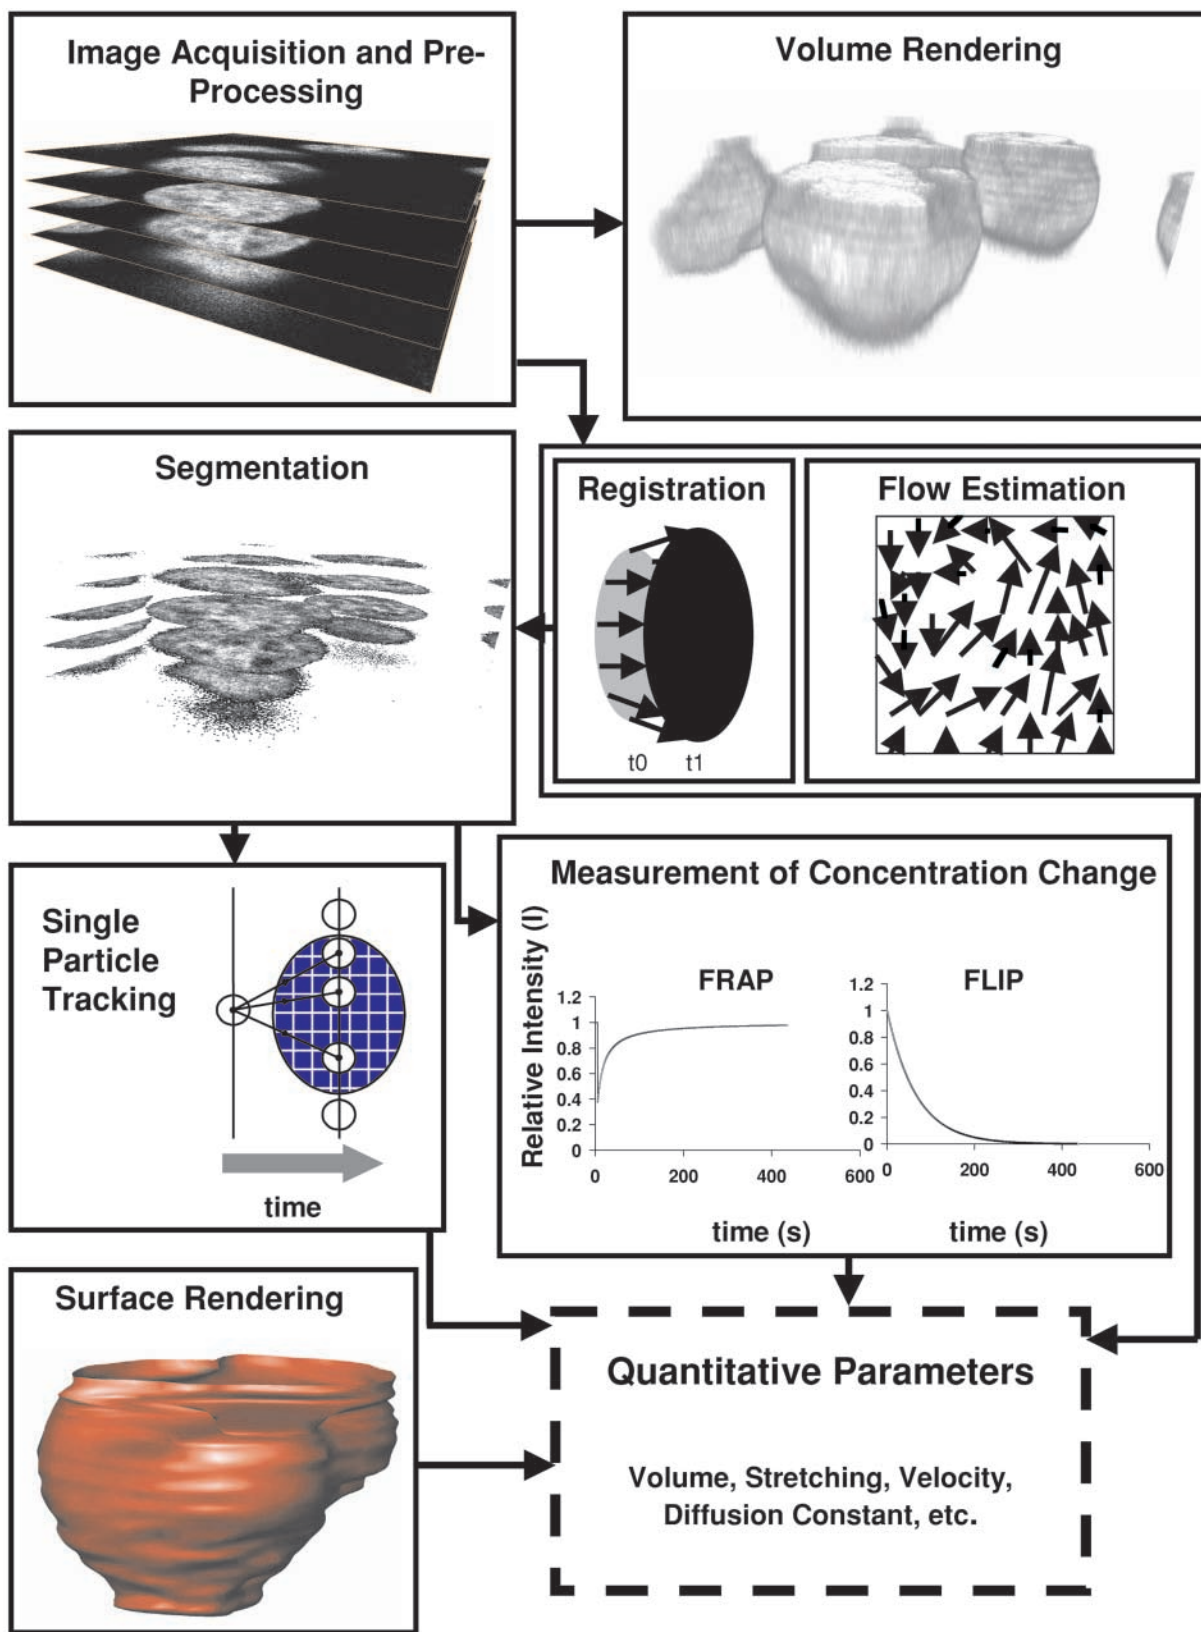 Image Acquisition and Pre-
Processing
Volume Rendering
Segmentation
Registration
t0 t1
Flow Estimation
Single
Particle
Tracking
time
Measurement of Concentration Change
Relative Intensity (I)
FRAP
1.2
1
0.8
0.6
0.4
0.2
0
0 200 400 600
time (s)
FLIP
1.2
1
0.8
0.6
0.4
0.2
0
0 200 400 600
time (s)
Surface Rendering
Quantitative Parameters
Volume, Stretching, Velocity,
Diffusion Constant, etc.